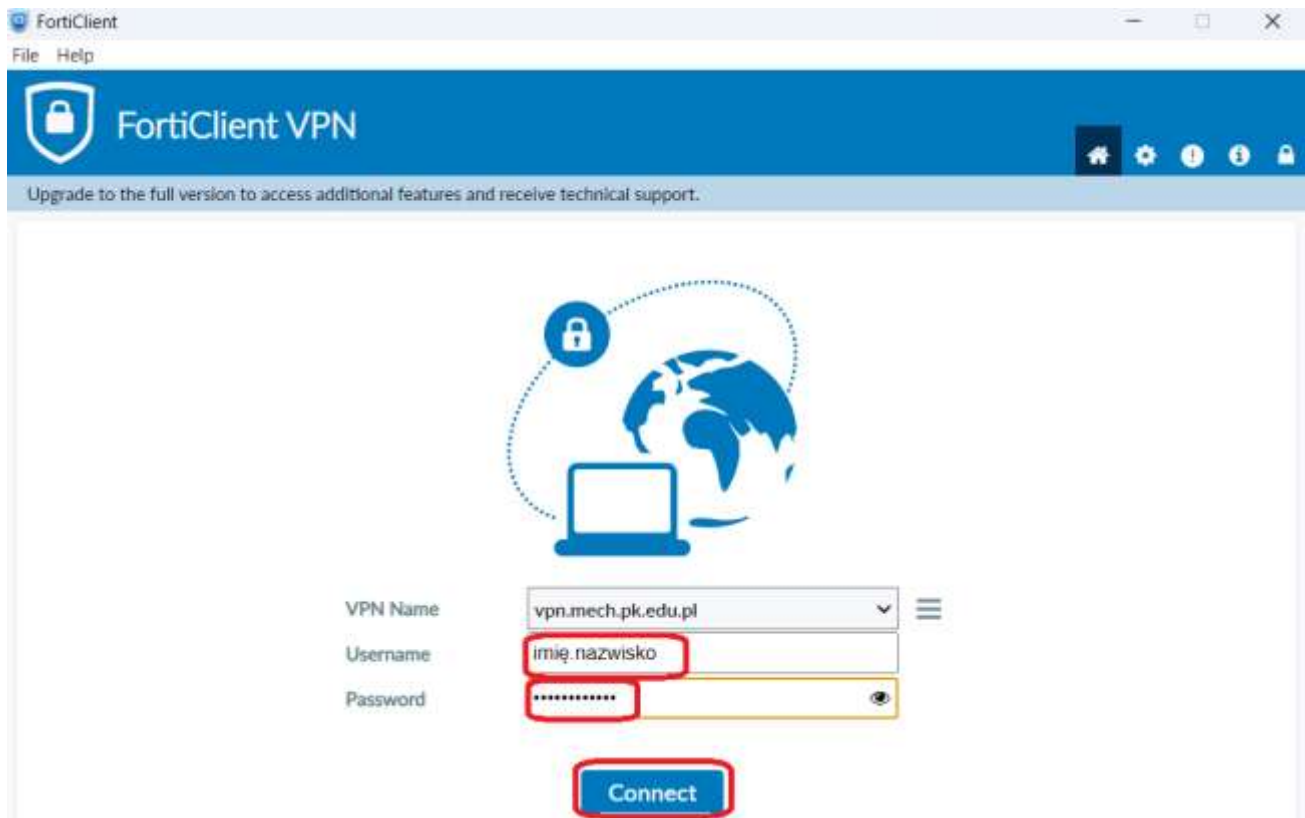 FortiClient
File Help
FortiClient VPN
Upgrade to the full version to access additional features and receive technical support.
VPN Name vpn.mech.pk.edu.pl
Username imię.nazwisko
Password ••••••••••••
Connect